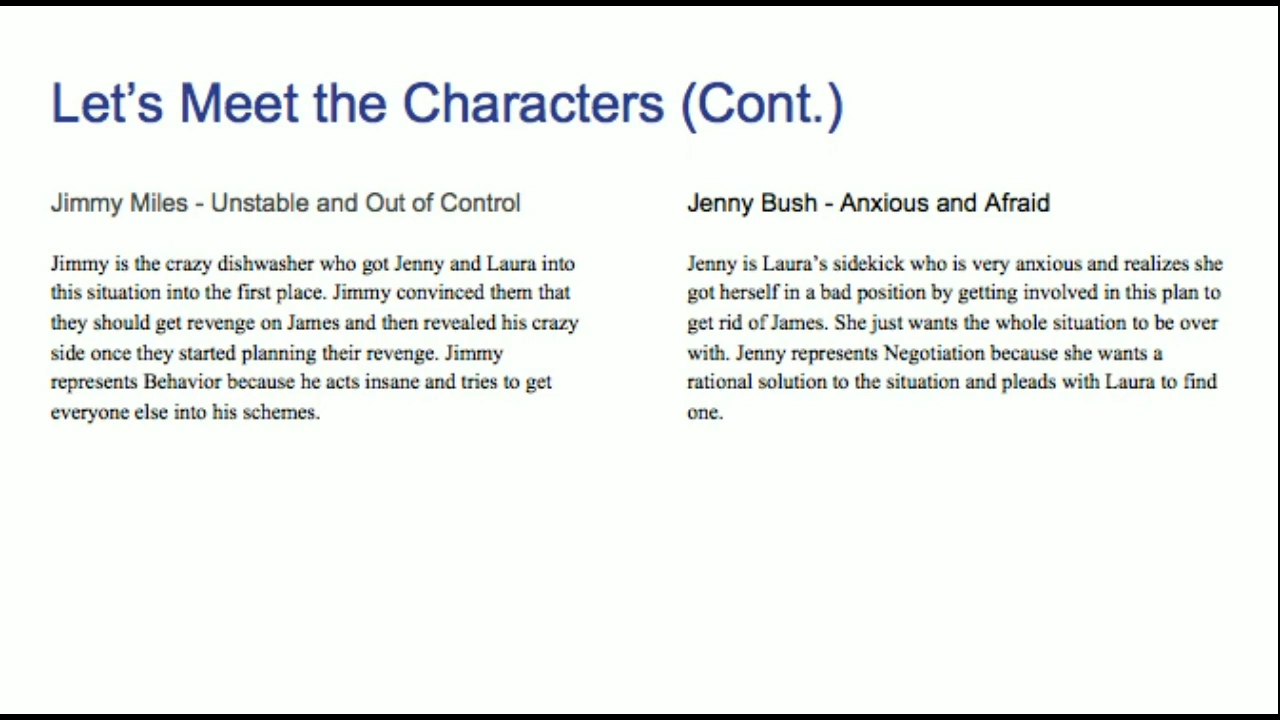 Let’s Meet the Characters (Cont.)
Jimmy Miles - Unstable and Out of Control
Jimmy is the crazy dishwasher who got Jenny and Laura into
this situation into the first place. Jimmy convinced them that
they should get revenge on James and then revealed his crazy
side once they started planning their revenge. Jimmy
represents Behavior because he acts insane and tries to get
everyone else into his schemes.
Jenny Bush - Anxious and Afraid
Jenny is Laura’s sidekick who is very anxious and realizes she
got herself in a bad position by getting involved in this plan to
get rid of James. She just wants the whole situation to be over
with. Jenny represents Negotiation because she wants a
rational solution to the situation and pleads with Laura to find
one.